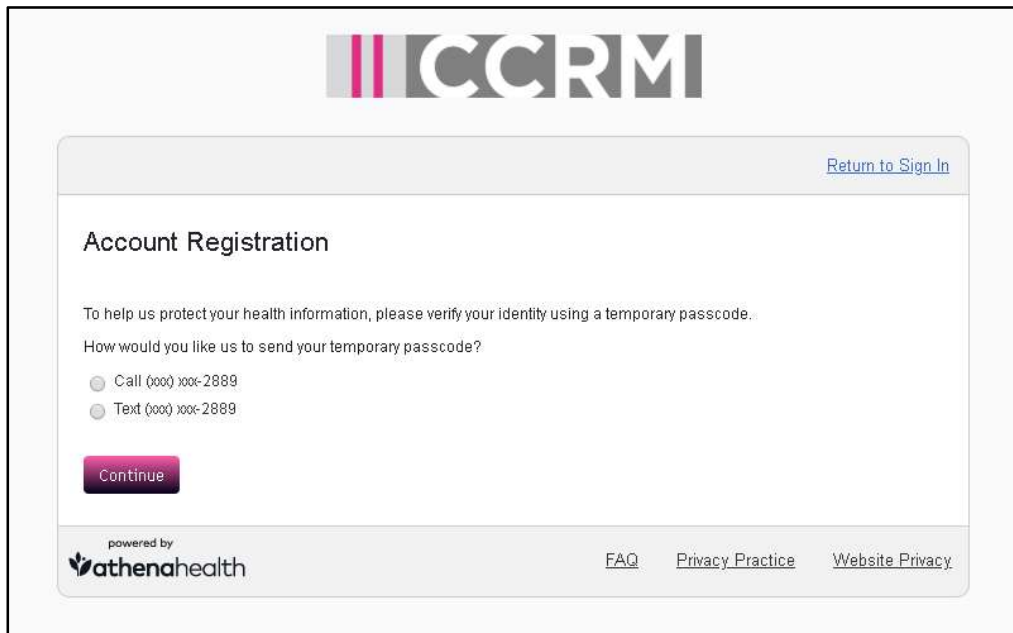 CCRM
Return to Sign In
Account Registration
To help us protect your health information, please verify your identity using a temporary passcode.
How would you like us to send your temporary passcode?
Call (xxx) xxx-2889
Text (xxx) xxx-2889
Continue
powered by
athenahealth
FAQ Privacy Practice Website Privacy